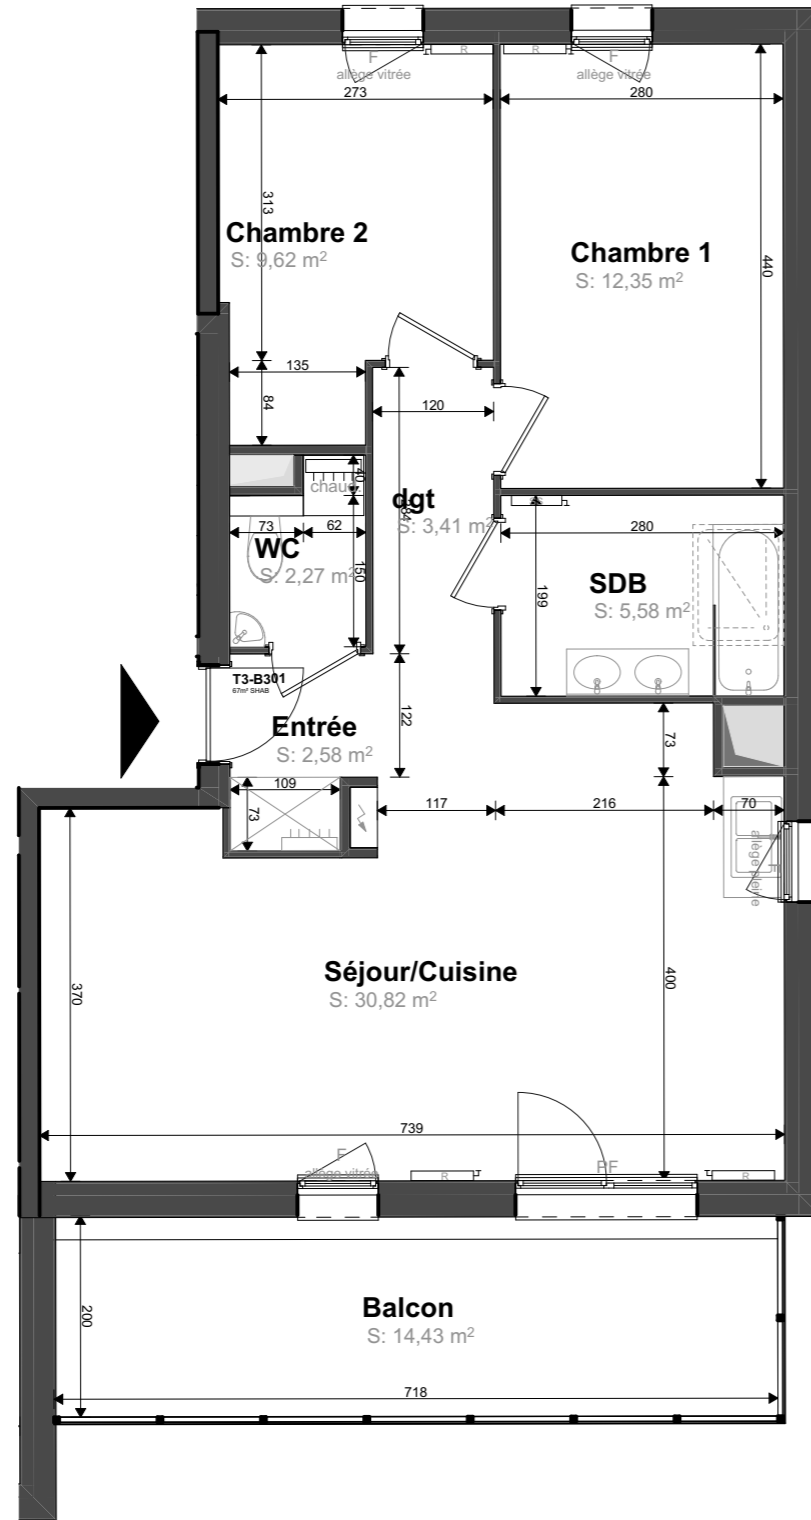 F
R
R
F
allège vitrée
allège vitrée
273
280
313
440
Chambre 2
S: 9,62 m²
Chambre 1
S: 12,35 m²
135
84
120
40
chaud.
dgt
S: 3,41 m²
73
62
280
WC
S: 2,27 m²
150
199
SDB
S: 5,58 m²
T3-B301
67m² SHAB
Entrée
S: 2,58 m²
122
73
109
73
117
216
70
F
allège pleine
Séjour/Cuisine
S: 30,82 m²
370
400
739
F
allège vitrée
R
PF
R
Balcon
S: 14,43 m²
200
718